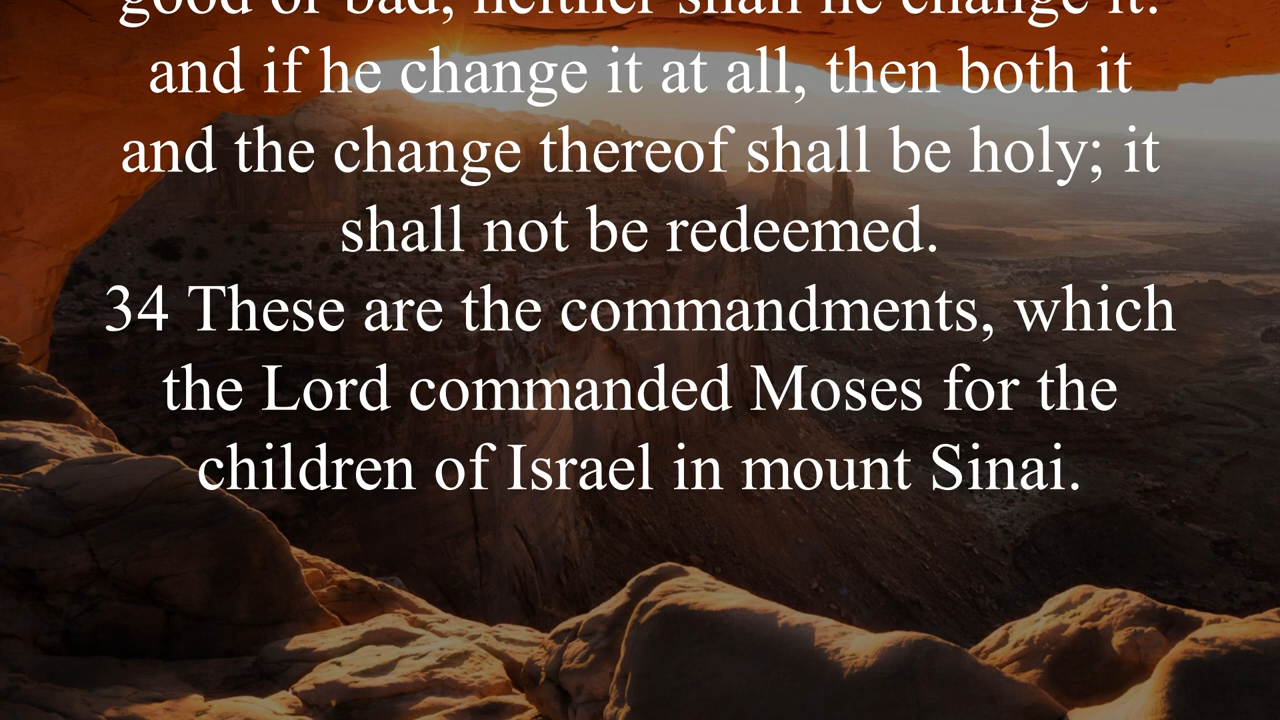 good or bad, neither shall he change it:
and if he change it at all, then both it
and the change thereof shall be holy; it
shall not be redeemed.
34 These are the commandments, which
the Lord commanded Moses for the
children of Israel in mount Sinai.